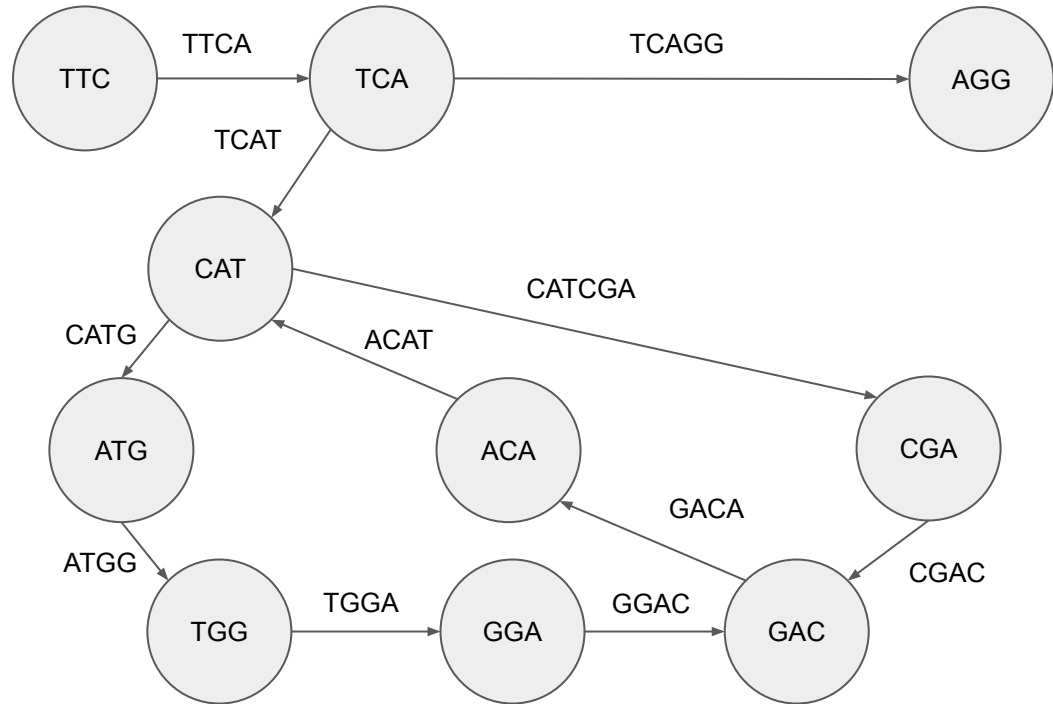 TTCA
TCAGG
TTC
TCA
AGG
TCAT
CAT
CATCGA
CATG
ACAT
ATG
ACA
CGA
GACA
ATGG
CGAC
TGGA
GGAC
TGG
GGA
GAC